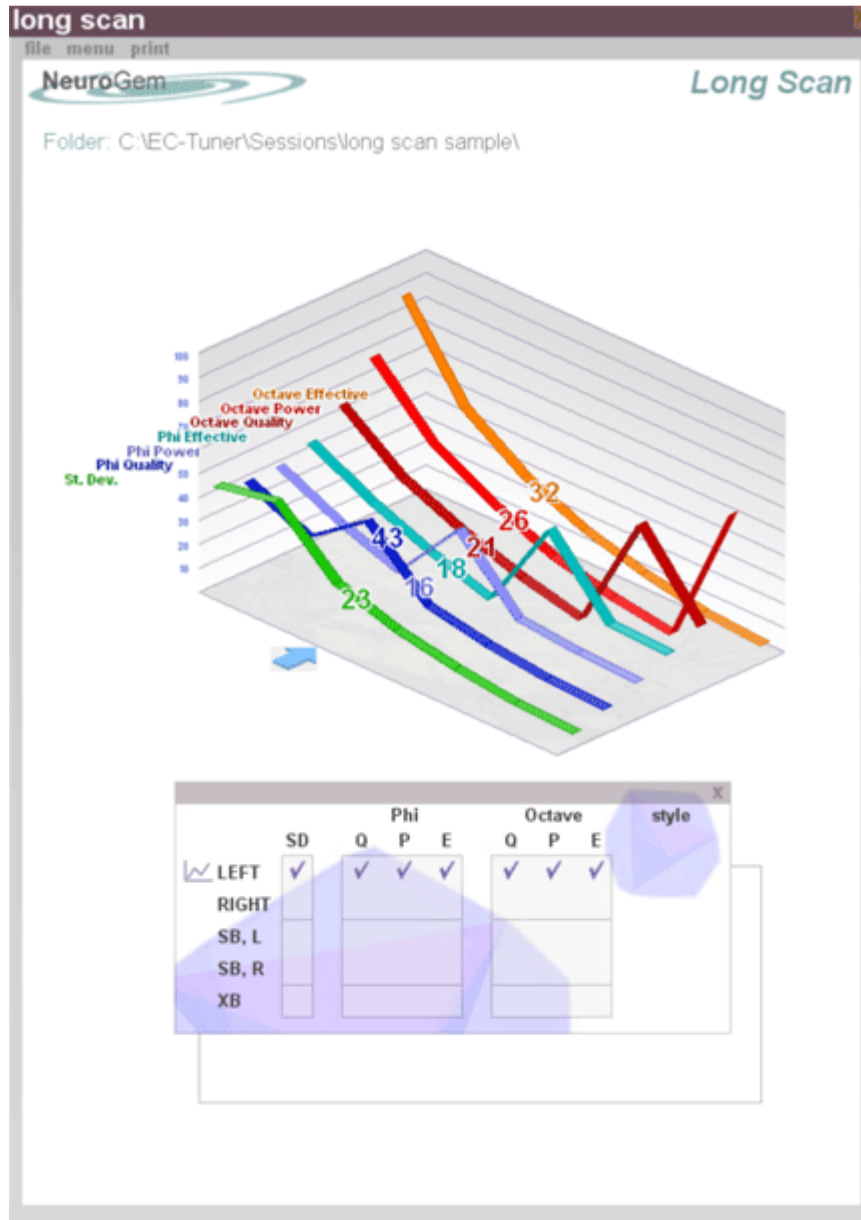 long scan
file menu print
NeuroGem
Long Scan
Folder: C:\EC-Tuner\Sessions\long scan sample\
100
90
80
Octave Effective
Octave Power
Octave Quality
Phi Effective
Phi Power
Phi Quality
St. Dev.
50
40
30
20
10
32
26
21
43
18
16
23
X
Phi Octave style
SD Q P E Q P E
LEFT
RIGHT
SB, L
SB, R
XB